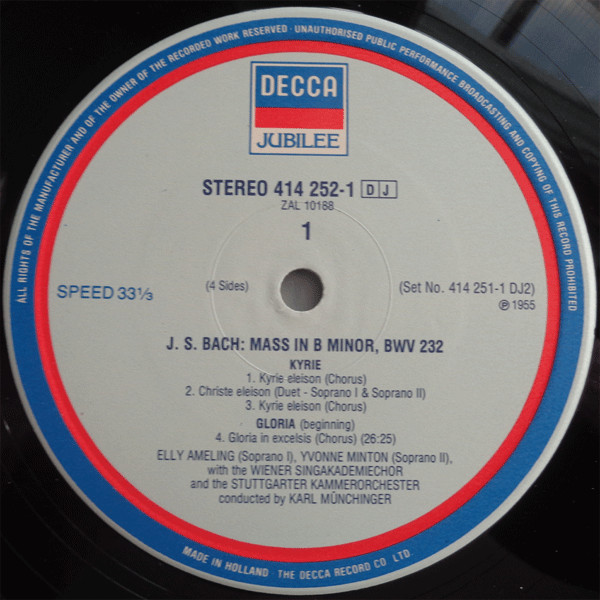 ALL RIGHTS OF THE MANUFACTURER AND OF THE OWNER OF THE RECORDED WORK RESERVED · UNAUTHORISED PUBLIC PERFORMANCE BROADCASTING AND COPYING OF THIS RECORD PROHIBITED
DECCA
JUBILEE
STEREO 414 252-1 DJ
ZAL 10188
1
SPEED 33⅓
(4 Sides)
(Set No. 414 251-1 DJ2)
℗ 1955
J. S. BACH: MASS IN B MINOR, BWV 232
KYRIE
1. Kyrie eleison (Chorus)
2. Christe eleison (Duet - Soprano I & Soprano II)
3. Kyrie eleison (Chorus)
GLORIA (beginning)
4. Gloria in excelsis (Chorus) (26:25)
ELLY AMELING (Soprano I), YVONNE MINTON (Soprano II),
with the WIENER SINGAKADEMIECHOR
and the STUTTGARTER KAMMERORCHESTER
conducted by KARL MÜNCHINGER
MADE IN HOLLAND THE DECCA RECORD CO LTD